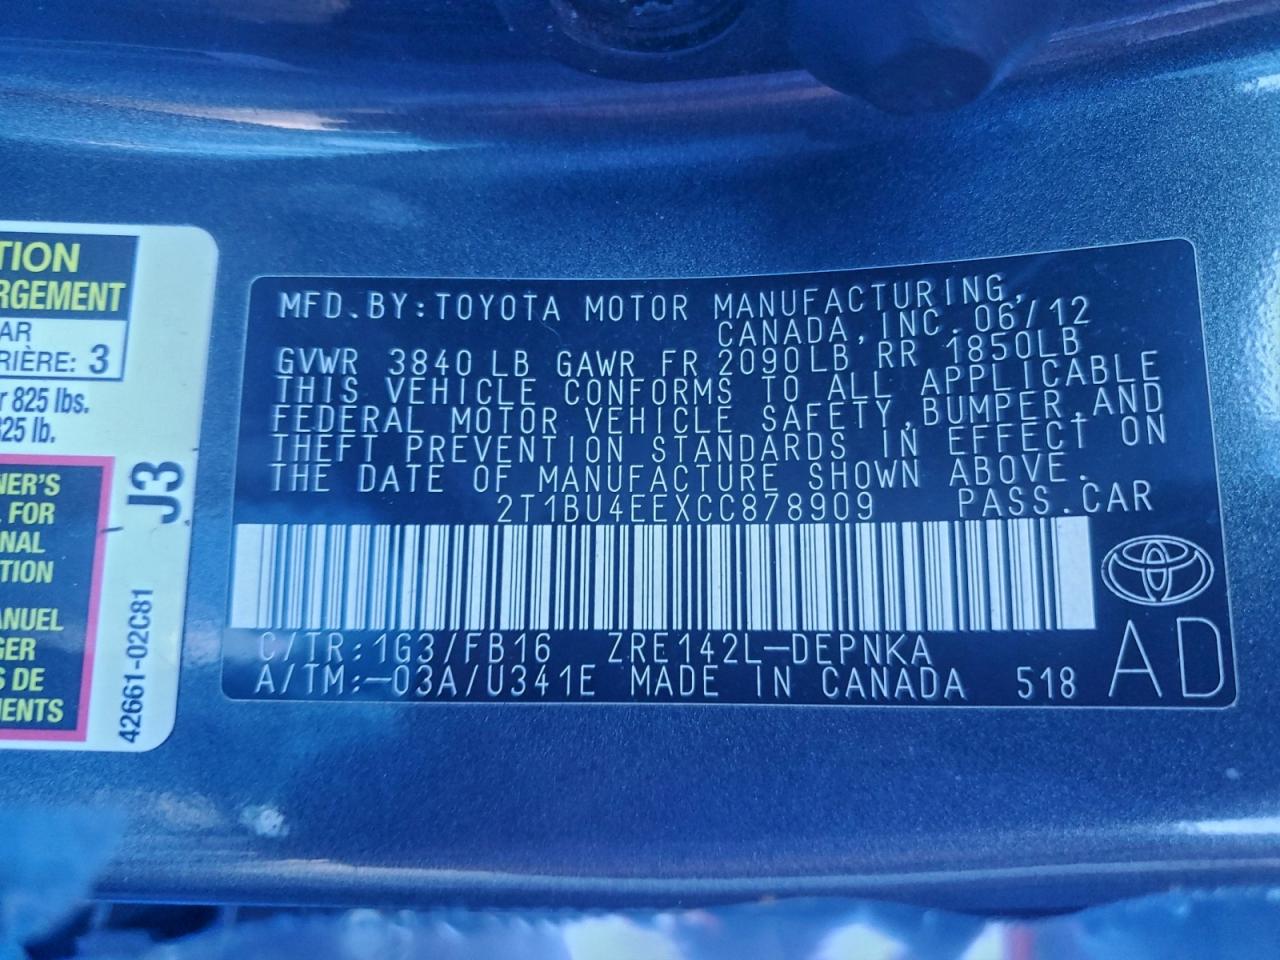 TION
RGEMENT
AR
RIÈRE: 3
r 825 lbs.
325 lb.
NER'S
L FOR
NAL
TION
ANUEL
GER
S DE
MENTS
J3
42661-02C81
MFD.BY:TOYOTA MOTOR MANUFACTURING,
CANADA,INC.06/12
GVWR 3840 LB GAWR FR 2090LB RR 1850LB
THIS VEHICLE CONFORMS TO ALL APPLICABLE
FEDERAL MOTOR VEHICLE SAFETY,BUMPER,AND
THEFT PREVENTION STANDARDS IN EFFECT ON
THE DATE OF MANUFACTURE SHOWN ABOVE.
2T1BU4EEXCC878909 PASS.CAR
C/TR:1G3/FB16 ZRE142L-DEPNKA
A/TM:-03A/U341E MADE IN CANADA 518
AD